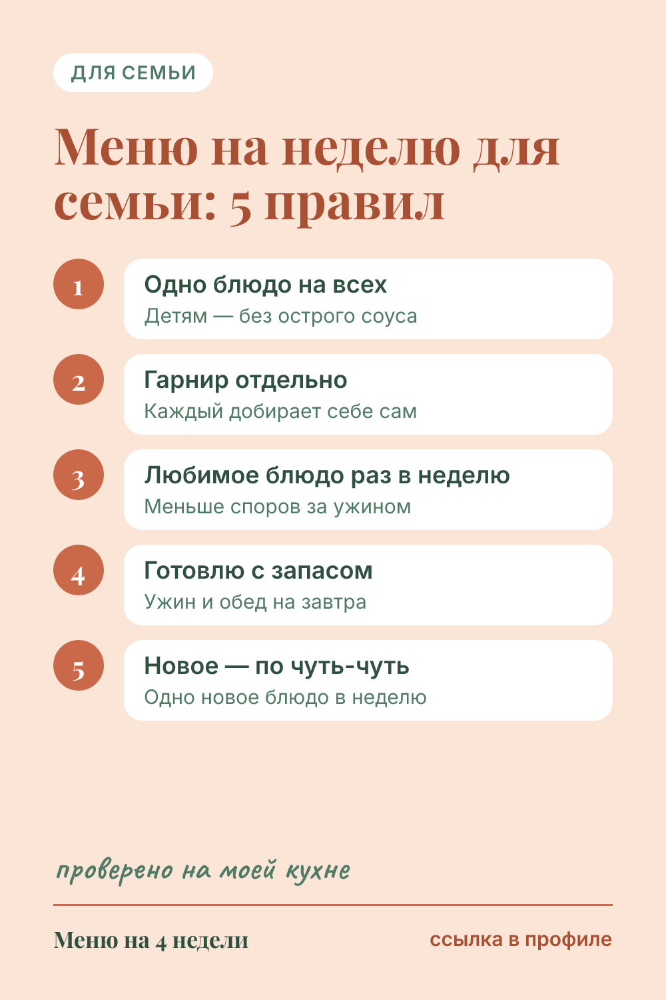 ДЛЯ СЕМЬИ
Меню на неделю для
семьи: 5 правил
1
Одно блюдо на всех
Детям — без острого соуса
2
Гарнир отдельно
Каждый добирает себе сам
3
Любимое блюдо раз в неделю
Меньше споров за ужином
4
Готовлю с запасом
Ужин и обед на завтра
5
Новое — по чуть-чуть
Одно новое блюдо в неделю
проверено на моей кухне
Меню на 4 недели
ссылка в профиле